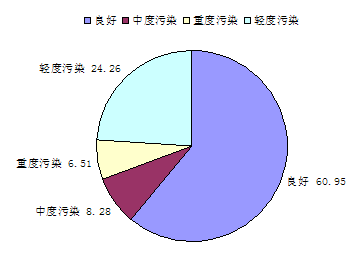 良好 中度污染 重度污染 轻度污染
轻度污染 24.26
重度污染 6.51
良好 60.95
中度污染 8.28